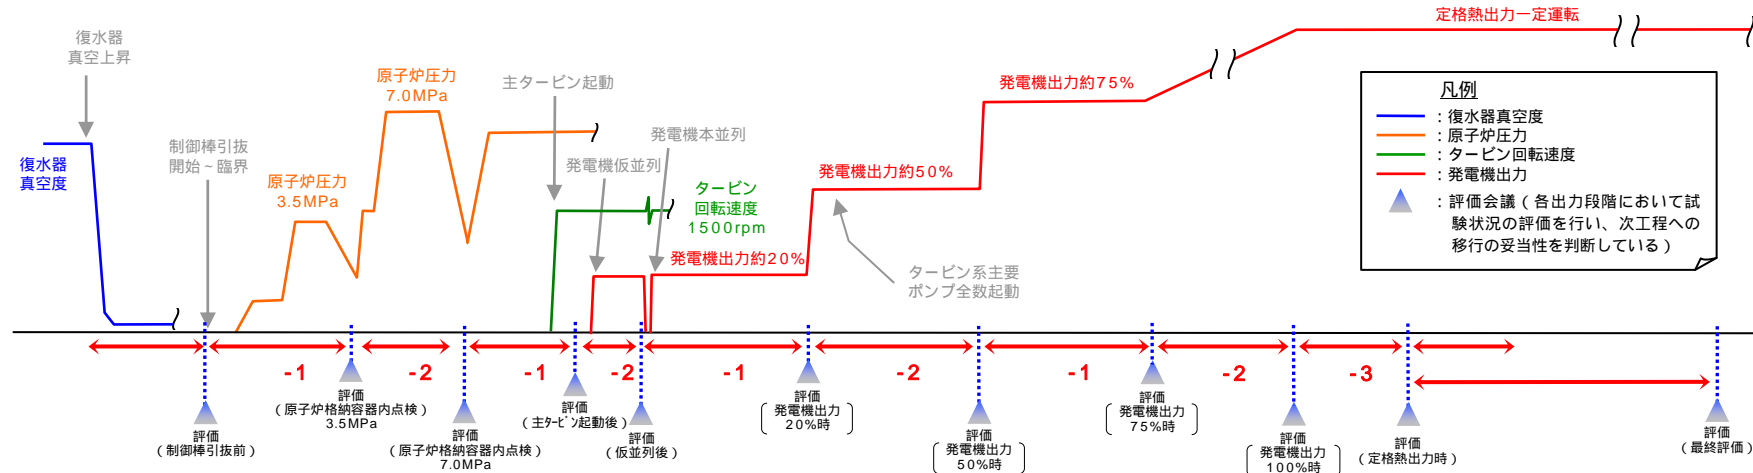 復水器
真空上昇
復水器
真空度
制御棒引抜
開始~臨界
原子炉圧力
3.5MPa
原子炉圧力
7.0MPa
主タービン起動
発電機仮並列
発電機本並列
タービン
回転速度
1500rpm
発電機出力約20%
発電機出力約50%
タービン系主要
ポンプ全数起動
発電機出力約75%
定格熱出力一定運転
凡例
:復水器真空度
:原子炉圧力
:タービン回転速度
:発電機出力
:評価会議(各出力段階において試
験状況の評価を行い、次工程への
移行の妥当性を判断している)
-1
-2
-1
-2
-1
-2
-1
-2
-3
評価
(制御棒引抜前)
評価
(原子炉格納容器内点検)
3.5MPa
評価
(原子炉格納容器内点検)
7.0MPa
評価
(主タービン起動後)
評価
(仮並列後)
評価
発電機出力
20%時
評価
発電機出力
50%時
評価
発電機出力
75%時
評価
発電機出力
100%時
評価
(定格熱出力時)
評価
(最終評価)